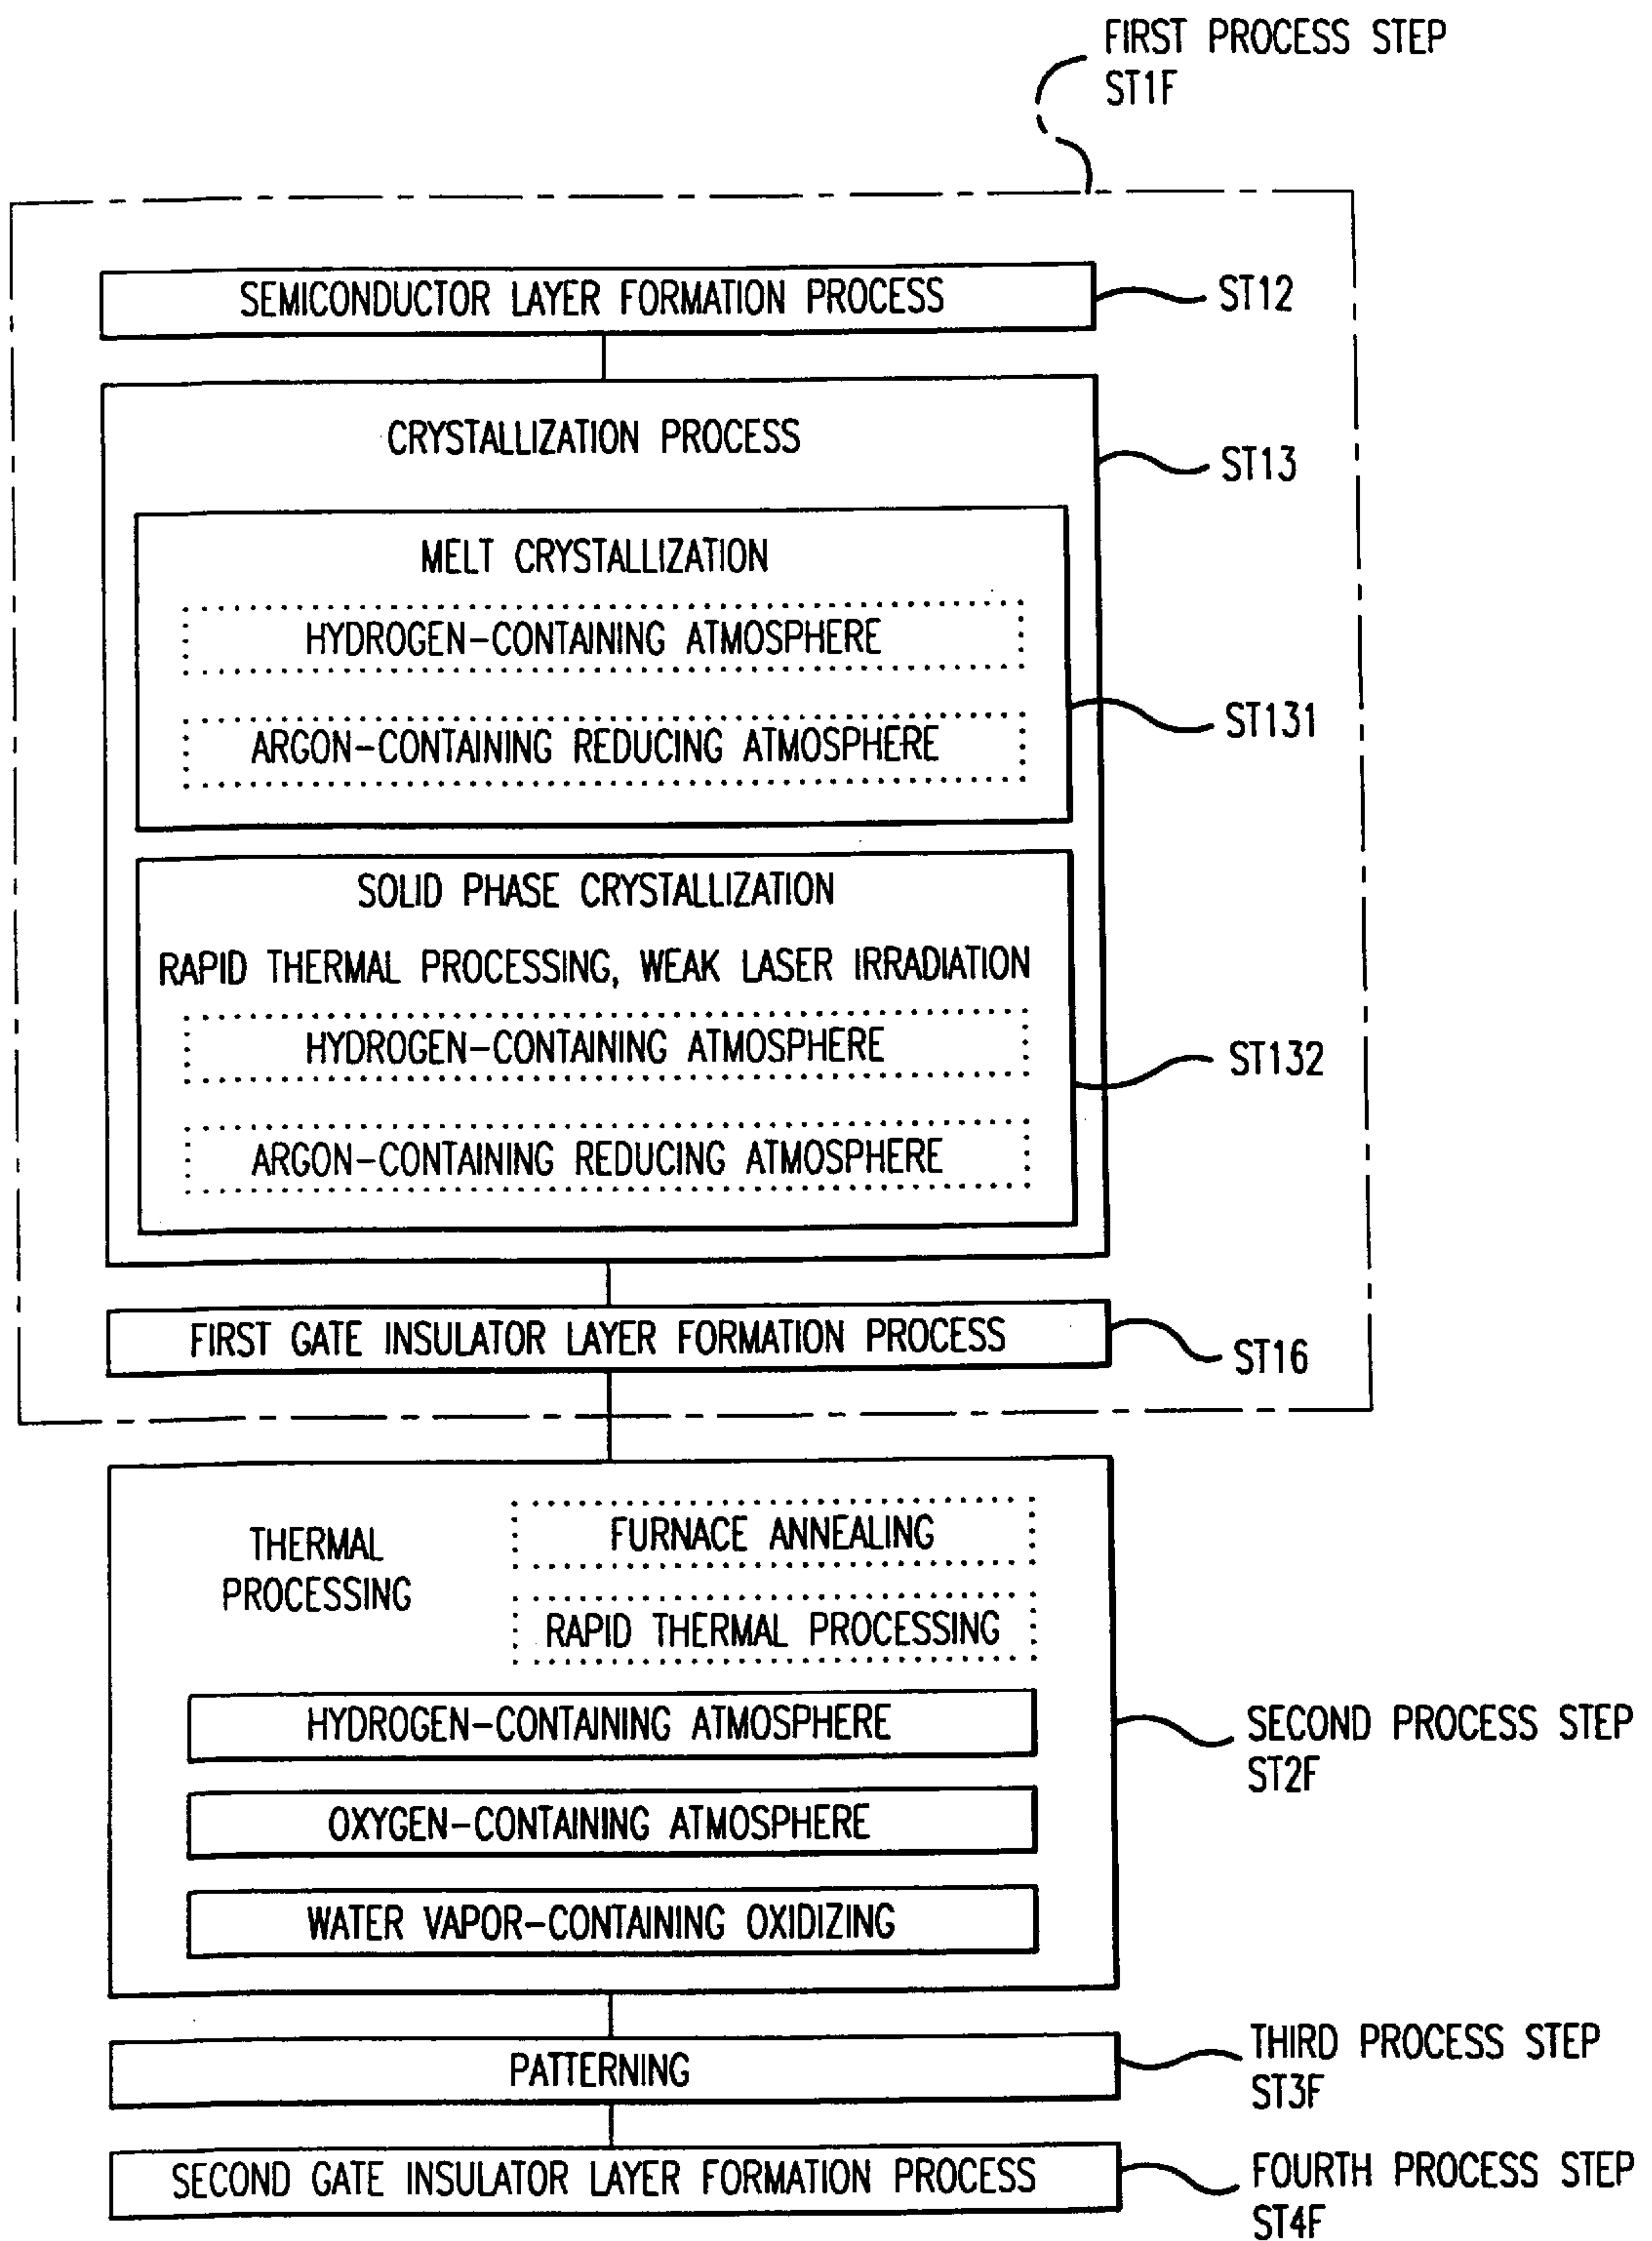 FIRST PROCESS STEP
ST1F
SEMICONDUCTOR LAYER FORMATION PROCESS
ST12
CRYSTALLIZATION PROCESS
ST13
MELT CRYSTALLIZATION
HYDROGEN-CONTAINING ATMOSPHERE
ARGON-CONTAINING REDUCING ATMOSPHERE
ST131
SOLID PHASE CRYSTALLIZATION
RAPID THERMAL PROCESSING, WEAK LASER IRRADIATION
HYDROGEN-CONTAINING ATMOSPHERE
ST132
ARGON-CONTAINING REDUCING ATMOSPHERE
FIRST GATE INSULATOR LAYER FORMATION PROCESS
ST16
THERMAL
PROCESSING
FURNACE ANNEALING
RAPID THERMAL PROCESSING
HYDROGEN-CONTAINING ATMOSPHERE
SECOND PROCESS STEP
ST2F
OXYGEN-CONTAINING ATMOSPHERE
WATER VAPOR-CONTAINING OXIDIZING
PATTERNING
THIRD PROCESS STEP
ST3F
SECOND GATE INSULATOR LAYER FORMATION PROCESS
FOURTH PROCESS STEP
ST4F